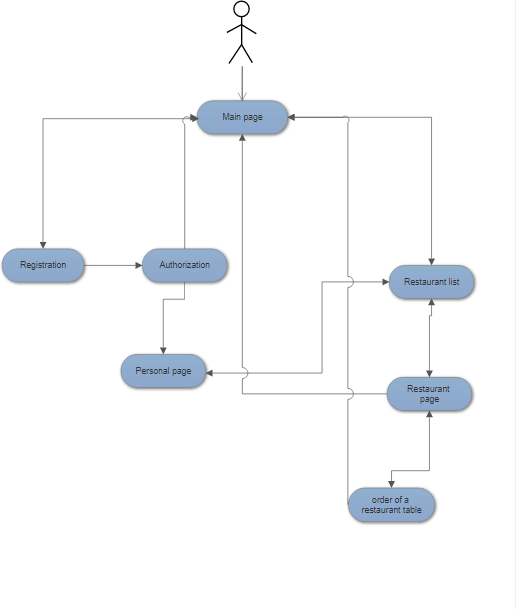 Main page
Registration
Authorization
Restaurant list
Personal page
Restaurant
page
order of a
restaurant table